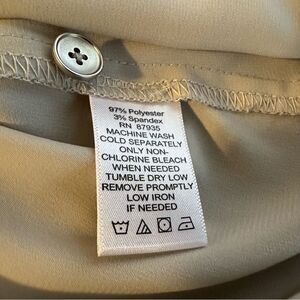 97% Polyester
3% Spandex
RN 87935
MACHINE WASH
COLD SEPARATELY
ONLY NON-
CHLORINE BLEACH
WHEN NEEDED
TUMBLE DRY LOW
REMOVE PROMPTLY
LOW IRON
IF NEEDED